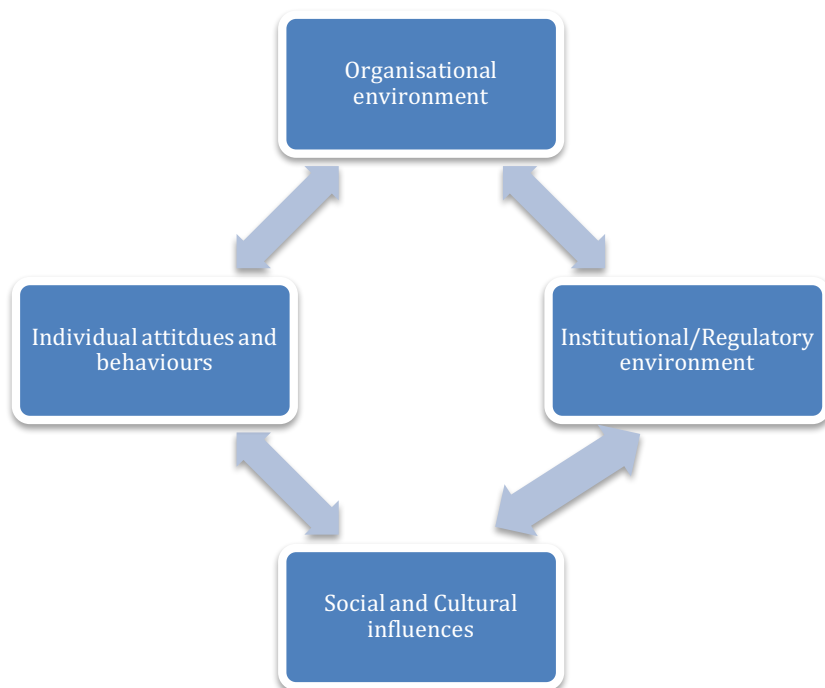 Organisational
environment
Individual attitdues and
behaviours
Institutional/Regulatory
environment
Social and Cultural
influences